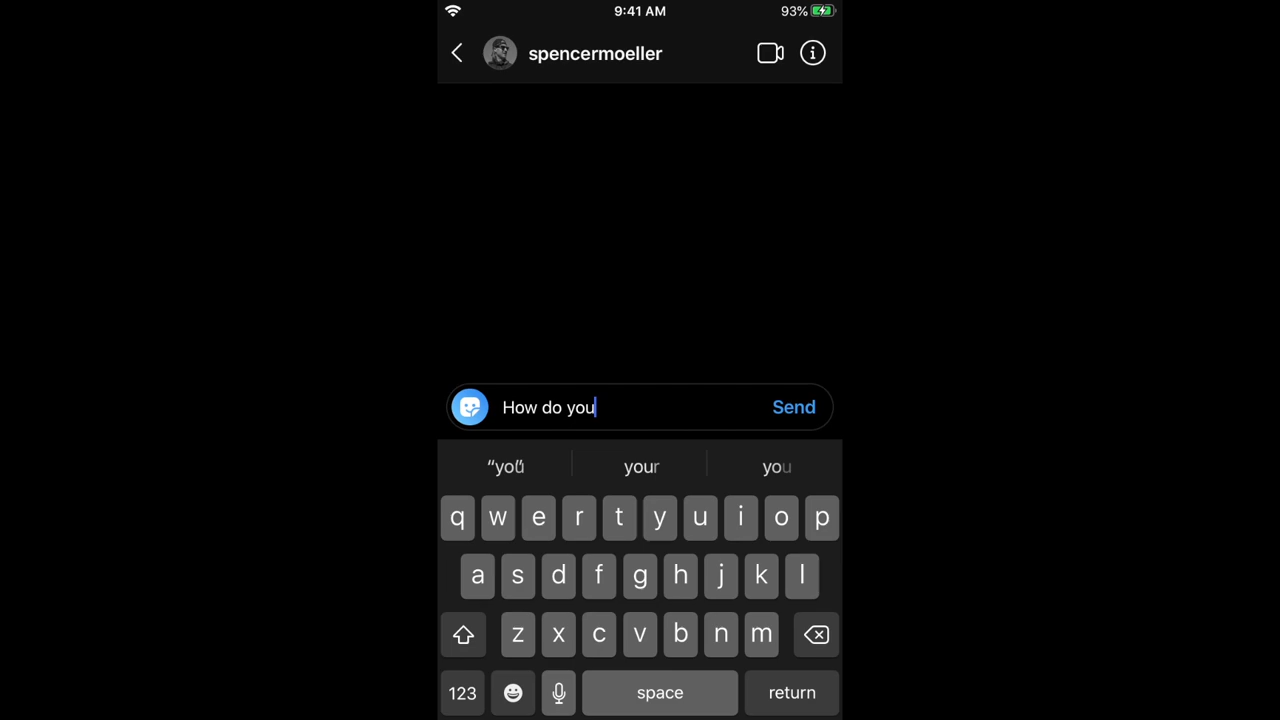 9:41 AM
93%
spencermoeller
How do you
Send
“you”
your
you
q w e r t y u i o p
a s d f g h j k l
z x c v b n m
123
space
return